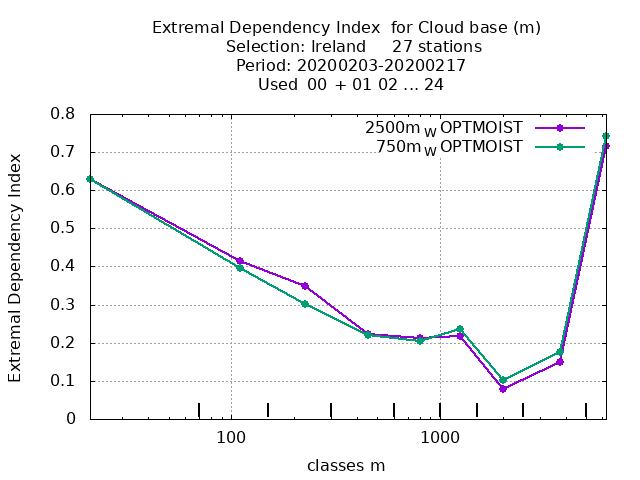 Extremal Dependency Index  for Cloud base (m)
Selection: Ireland     27 stations
Period: 20200203-20200217
Used  00  + 01 02 ... 24
2500m_W OPTMOIST
750m_W OPTMOIST
Extremal Dependency Index
0.8
0.7
0.6
0.5
0.4
0.3
0.2
0.1
0
100
1000
classes m